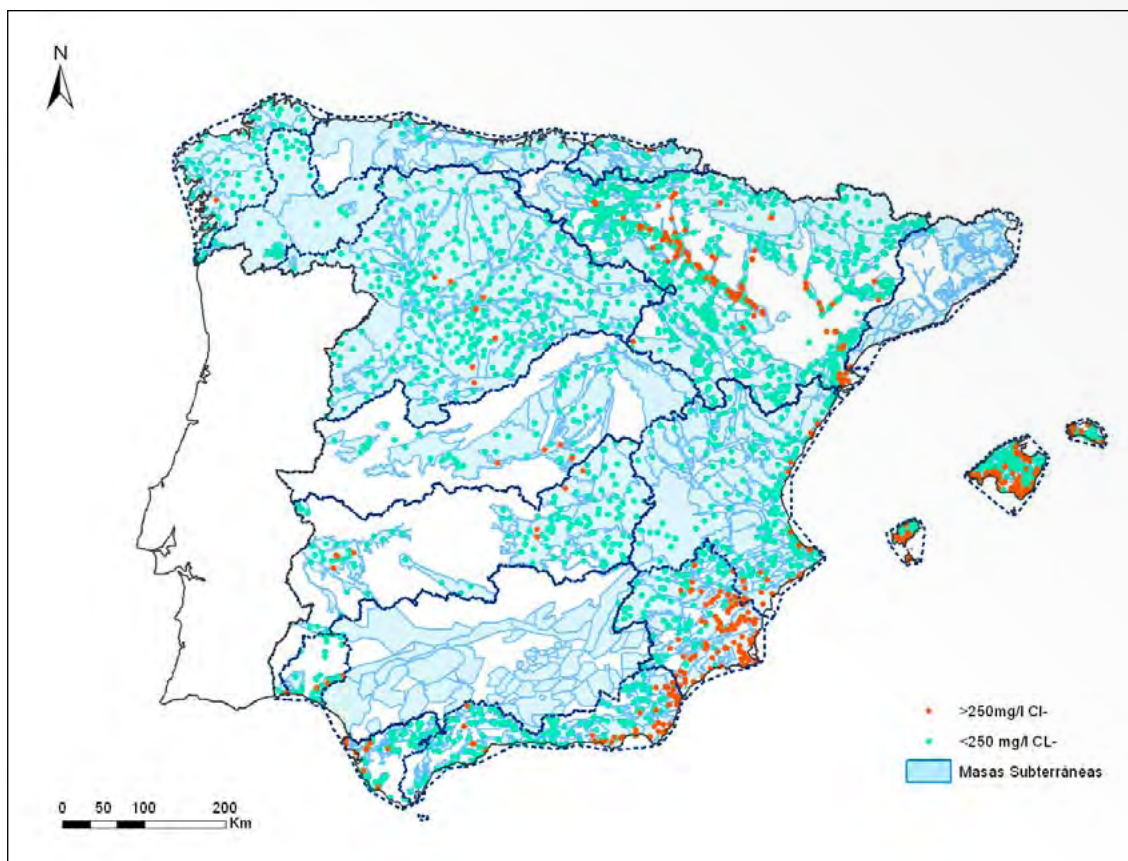 N
>250mg/l Cl-
<250 mg/l CL-
Masas Subterráneas
0 50 100 200
Km